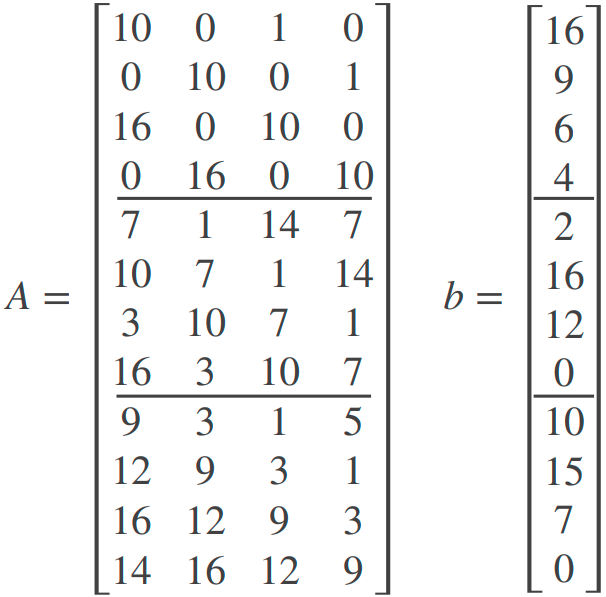 10 0 1 0 16
0 10 0 1 9
16 0 10 0 6
0 16 0 10 4
7 1 14 7 2
10 7 1 14 16
A = b =
3 10 7 1 12
16 3 10 7 0
9 3 1 5 10
12 9 3 1 15
16 12 9 3 7
14 16 12 9 0